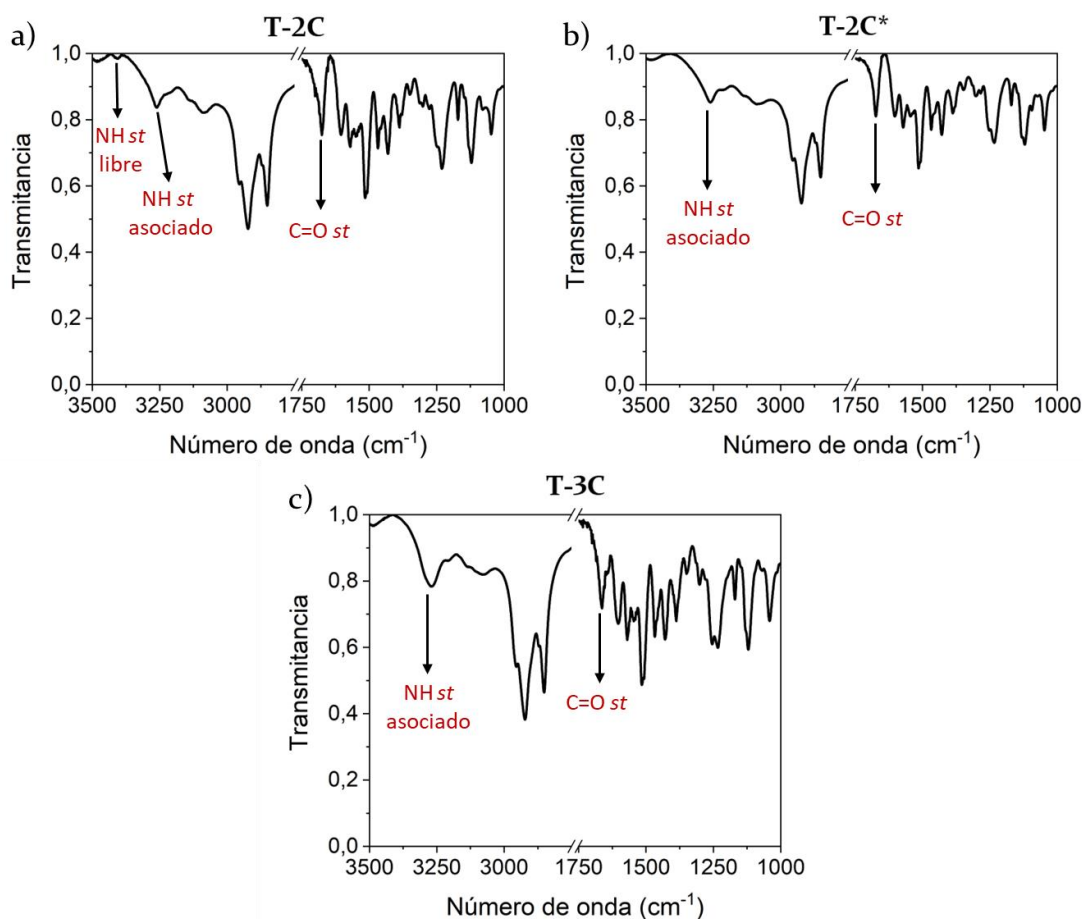 a)
T-2C
1,0
0,8
0,6
0,4
0,2
0,0
Transmitancia
NH st
libre
NH st
asociado
C=O st
3500 3250 3000 1750 1500 1250 1000
Número de onda (cm⁻¹)
b)
T-2C*
1,0
0,8
0,6
0,4
0,2
0,0
Transmitancia
NH st
asociado
C=O st
3500 3250 3000 1750 1500 1250 1000
Número de onda (cm⁻¹)
c)
T-3C
1,0
0,8
0,6
0,4
0,2
0,0
Transmitancia
NH st
asociado
C=O st
3500 3250 3000 1750 1500 1250 1000
Número de onda (cm⁻¹)